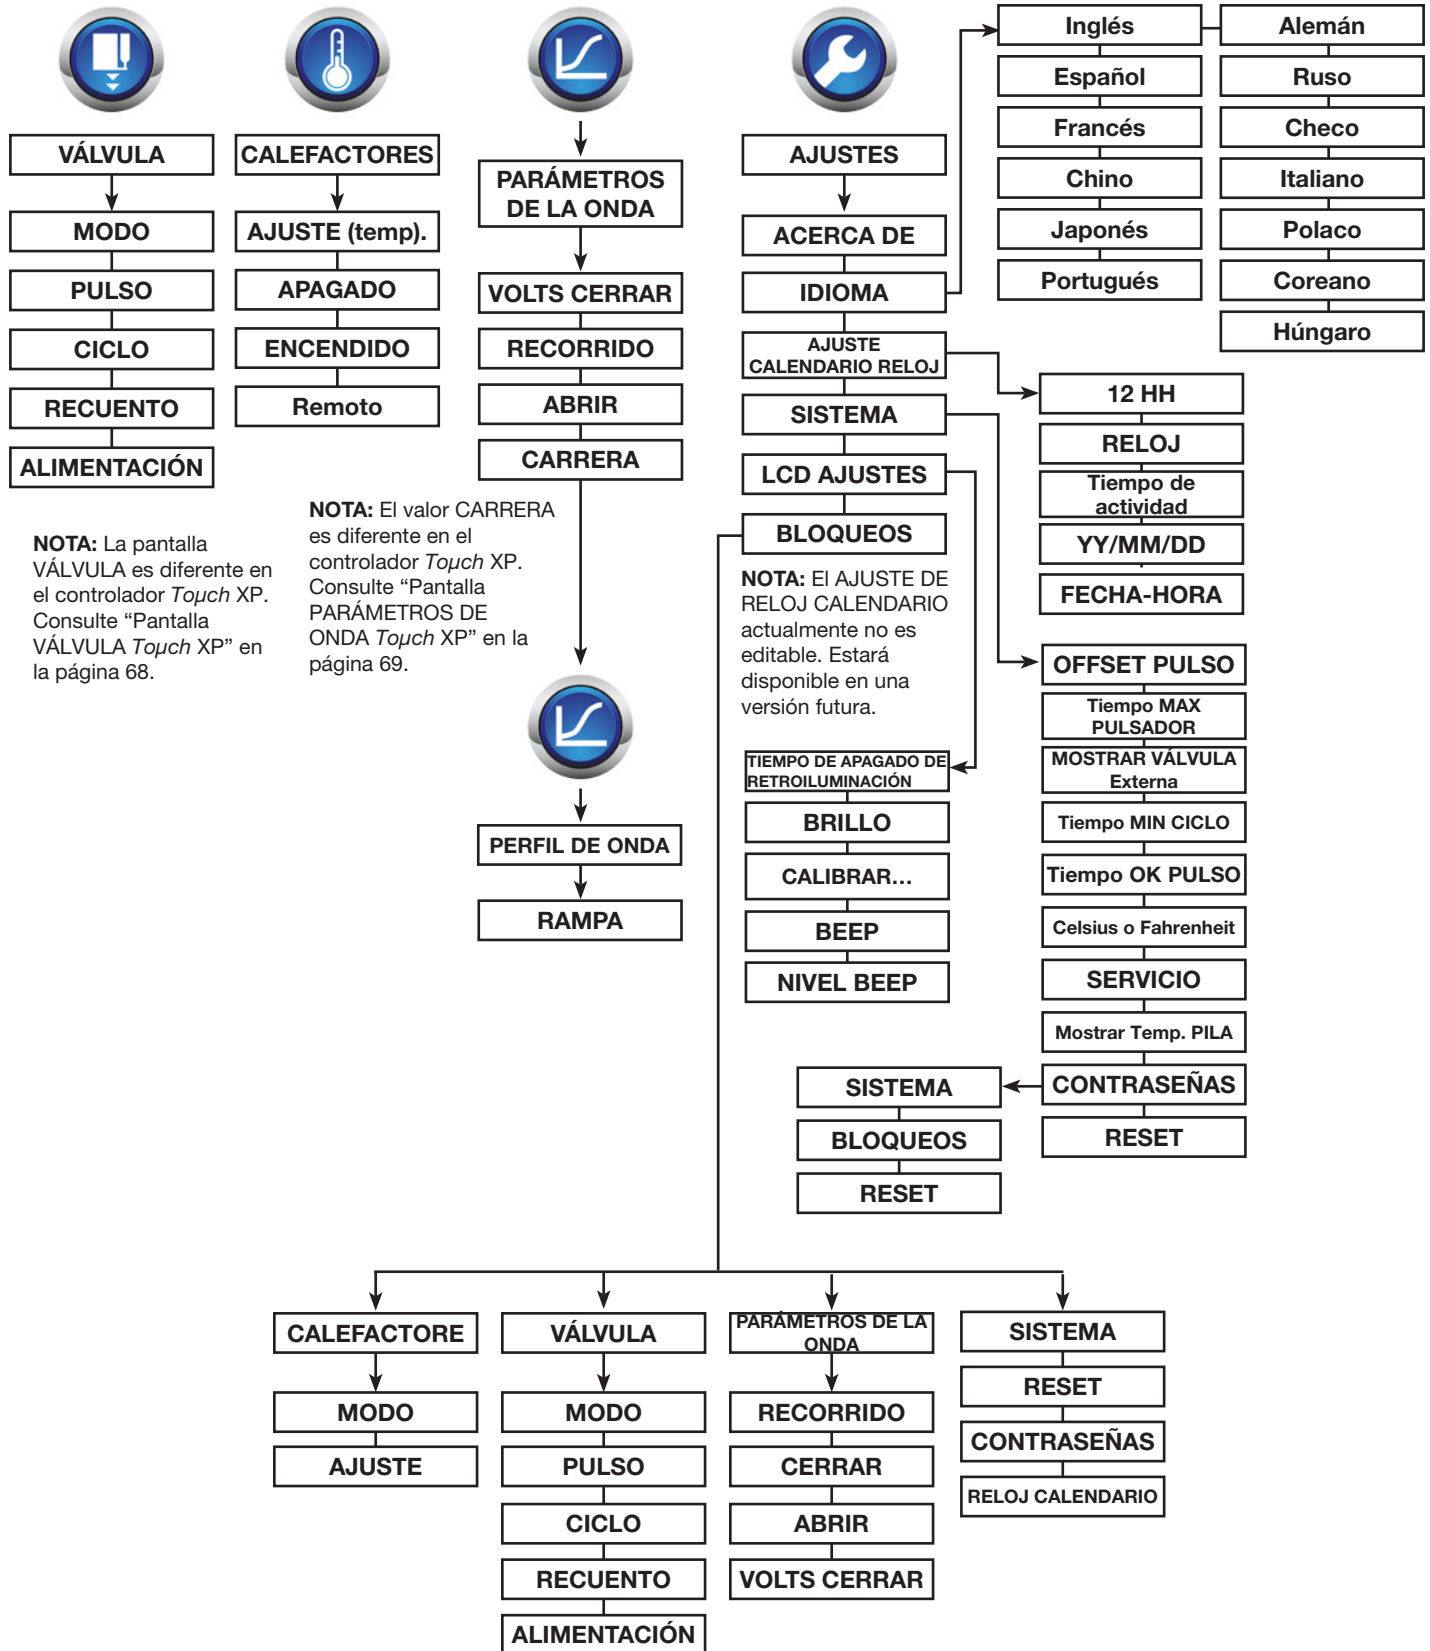 VÁLVULA
MODO
PULSO
CICLO
RECUENTO
ALIMENTACIÓN
NOTA: La pantalla
VÁLVULA es diferente en
el controlador Toµch XP.
Consulte “Pantalla
VÁLVULA Toµch XP” en
la página 68.
CALEFACTORES
AJUSTE (temp).
APAGADO
ENCENDIDO
Remoto
NOTA: El valor CARRERA
es diferente en el
controlador Toµch XP.
Consulte “Pantalla
PARÁMETROS DE
ONDA Toµch XP” en la
página 69.
PARÁMETROS
DE LA ONDA
VOLTS CERRAR
RECORRIDO
ABRIR
CARRERA
PERFIL DE ONDA
RAMPA
AJUSTES
ACERCA DE
IDIOMA
AJUSTE
CALENDARIO RELOJ
SISTEMA
LCD AJUSTES
BLOQUEOS
NOTA: El AJUSTE DE
RELOJ CALENDARIO
actualmente no es
editable. Estará
disponible en una
versión futura.
Inglés
Español
Francés
Chino
Japonés
Portugués
Alemán
Ruso
Checo
Italiano
Polaco
Coreano
Húngaro
12 HH
RELOJ
Tiempo de
actividad
YY/MM/DD
FECHA-HORA
OFFSET PULSO
Tiempo MAX
PULSADOR
MOSTRAR VÁLVULA
Externa
Tiempo MIN CICLO
Tiempo OK PULSO
Celsius o Fahrenheit
SERVICIO
Mostrar Temp. PILA
CONTRASEÑAS
RESET
TIEMPO DE APAGADO DE
RETROILUMINACIÓN
BRILLO
CALIBRAR...
BEEP
NIVEL BEEP
SISTEMA
BLOQUEOS
RESET
CALEFACTORE
MODO
AJUSTE
VÁLVULA
MODO
PULSO
CICLO
RECUENTO
ALIMENTACIÓN
PARÁMETROS DE LA
ONDA
RECORRIDO
CERRAR
ABRIR
VOLTS CERRAR
SISTEMA
RESET
CONTRASEÑAS
RELOJ CALENDARIO